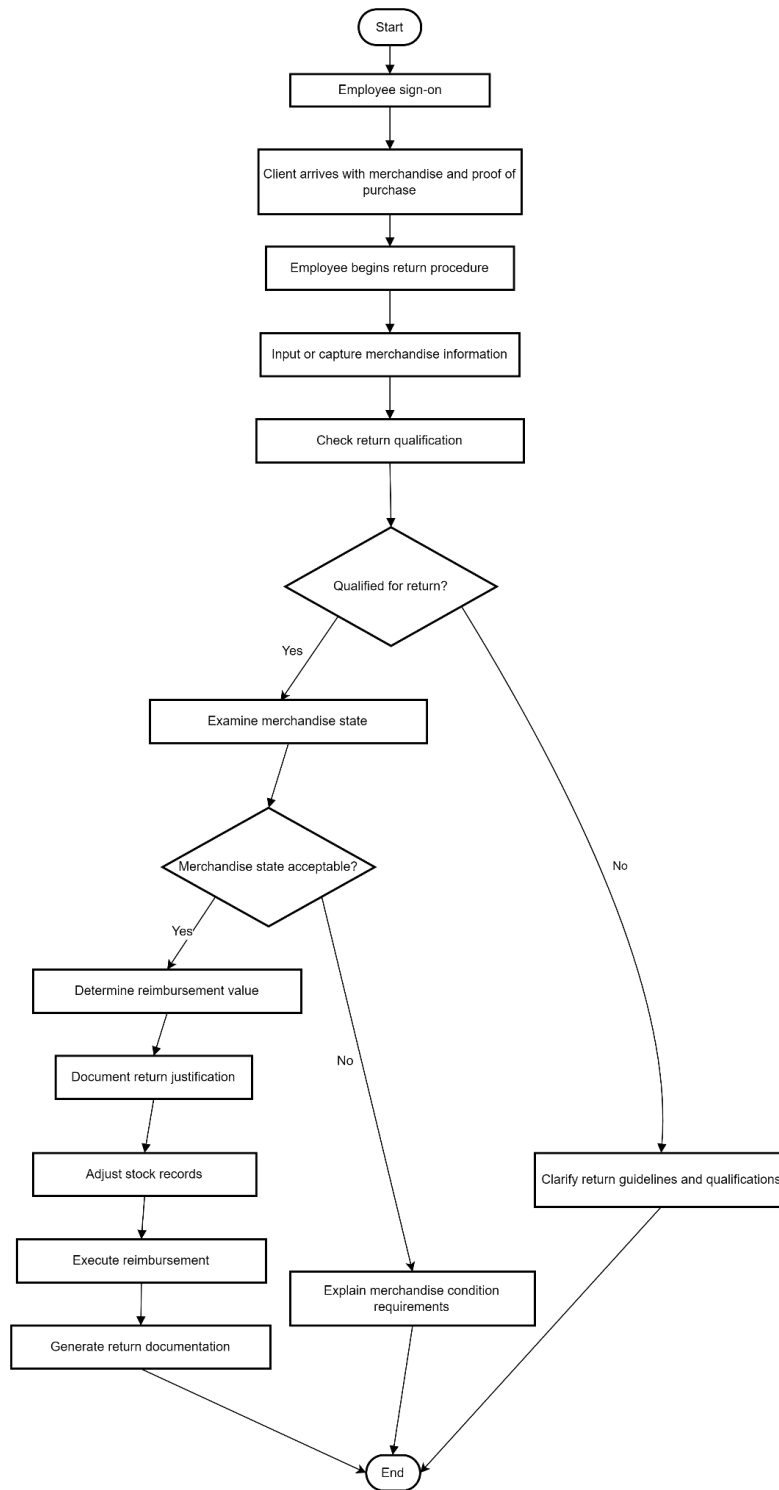 Start
Employee sign-on
Client arrives with merchandise and proof of
purchase
Employee begins return procedure
Input or capture merchandise information
Check return qualification
Qualified for return?
Yes
Examine merchandise state
Merchandise state acceptable?
No
Yes
Determine reimbursement value
No
Document return justification
Adjust stock records
Clarify return guidelines and qualifications
Execute reimbursement
Explain merchandise condition
requirements
Generate return documentation
End